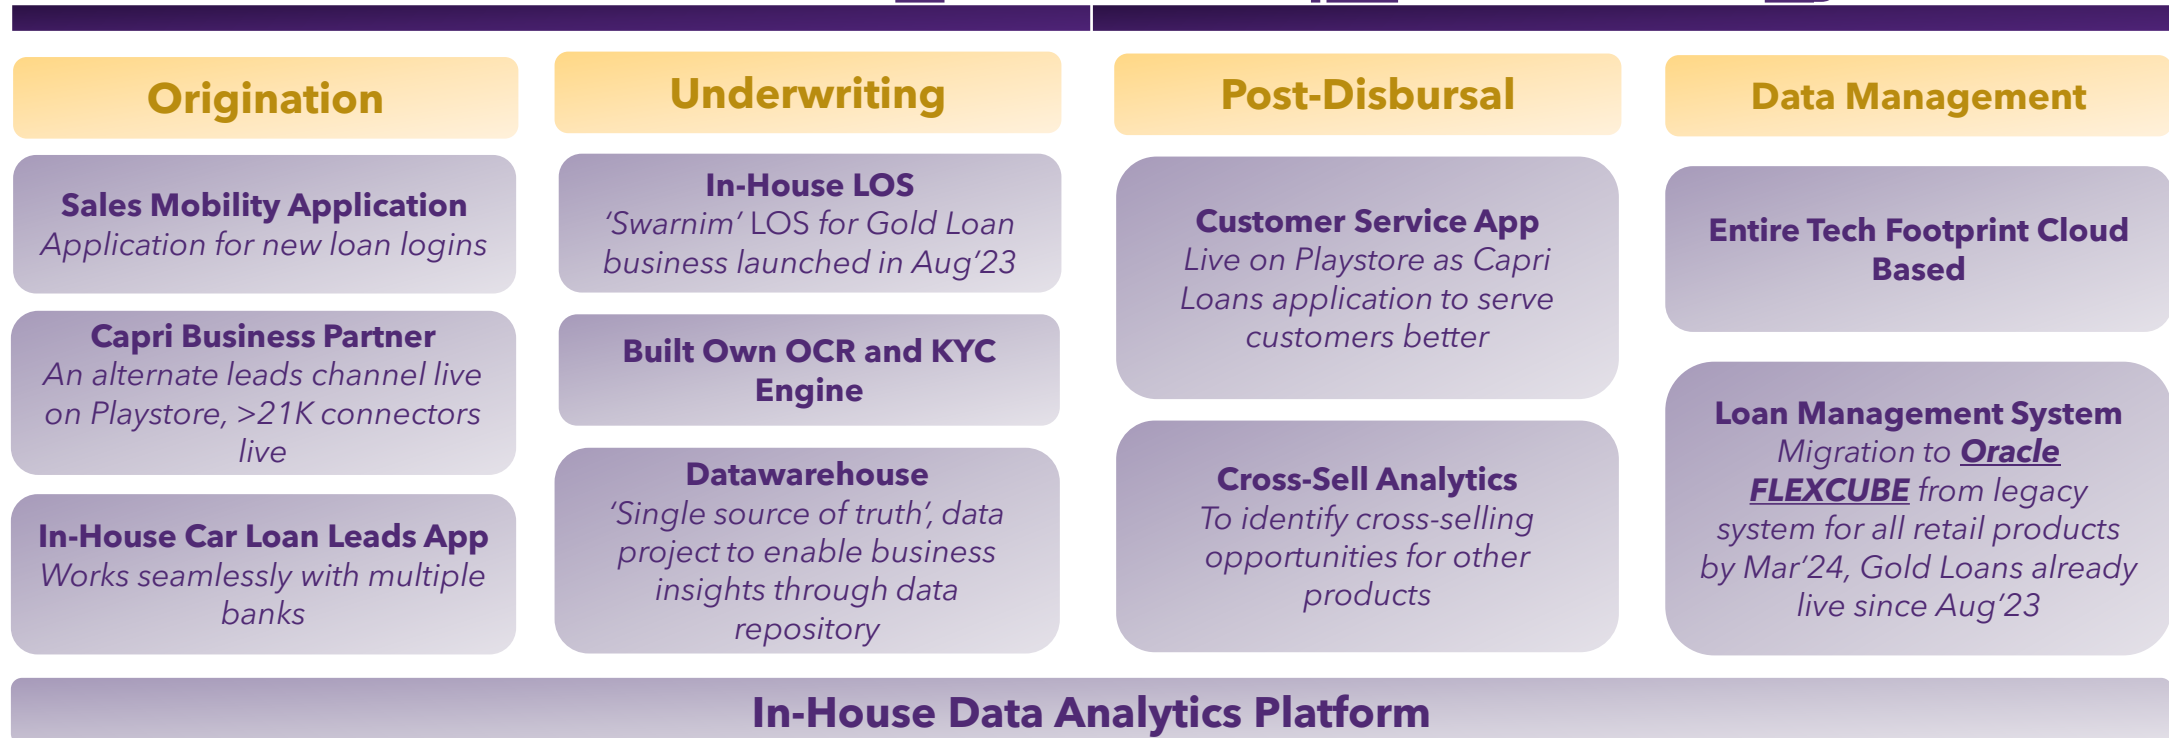 Origination
Underwriting
Post-Disbursal
Data Management
Sales Mobility Application
Application for new loan logins
Capri Business Partner
An alternate leads channel live
on Playstore, >21K connectors
live
In-House Car Loan Leads App
Works seamlessly with multiple
banks
In-House LOS
‘Swarnim’ LOS for Gold Loan
business launched in Aug’23
Built Own OCR and KYC
Engine
Datawarehouse
‘Single source of truth’, data
project to enable business
insights through data
repository
Customer Service App
Live on Playstore as Capri
Loans application to serve
customers better
Cross-Sell Analytics
To identify cross-selling
opportunities for other
products
Entire Tech Footprint Cloud
Based
Loan Management System
Migration to Oracle
FLEXCUBE from legacy
system for all retail products
by Mar’24, Gold Loans already
live since Aug’23
In-House Data Analytics Platform